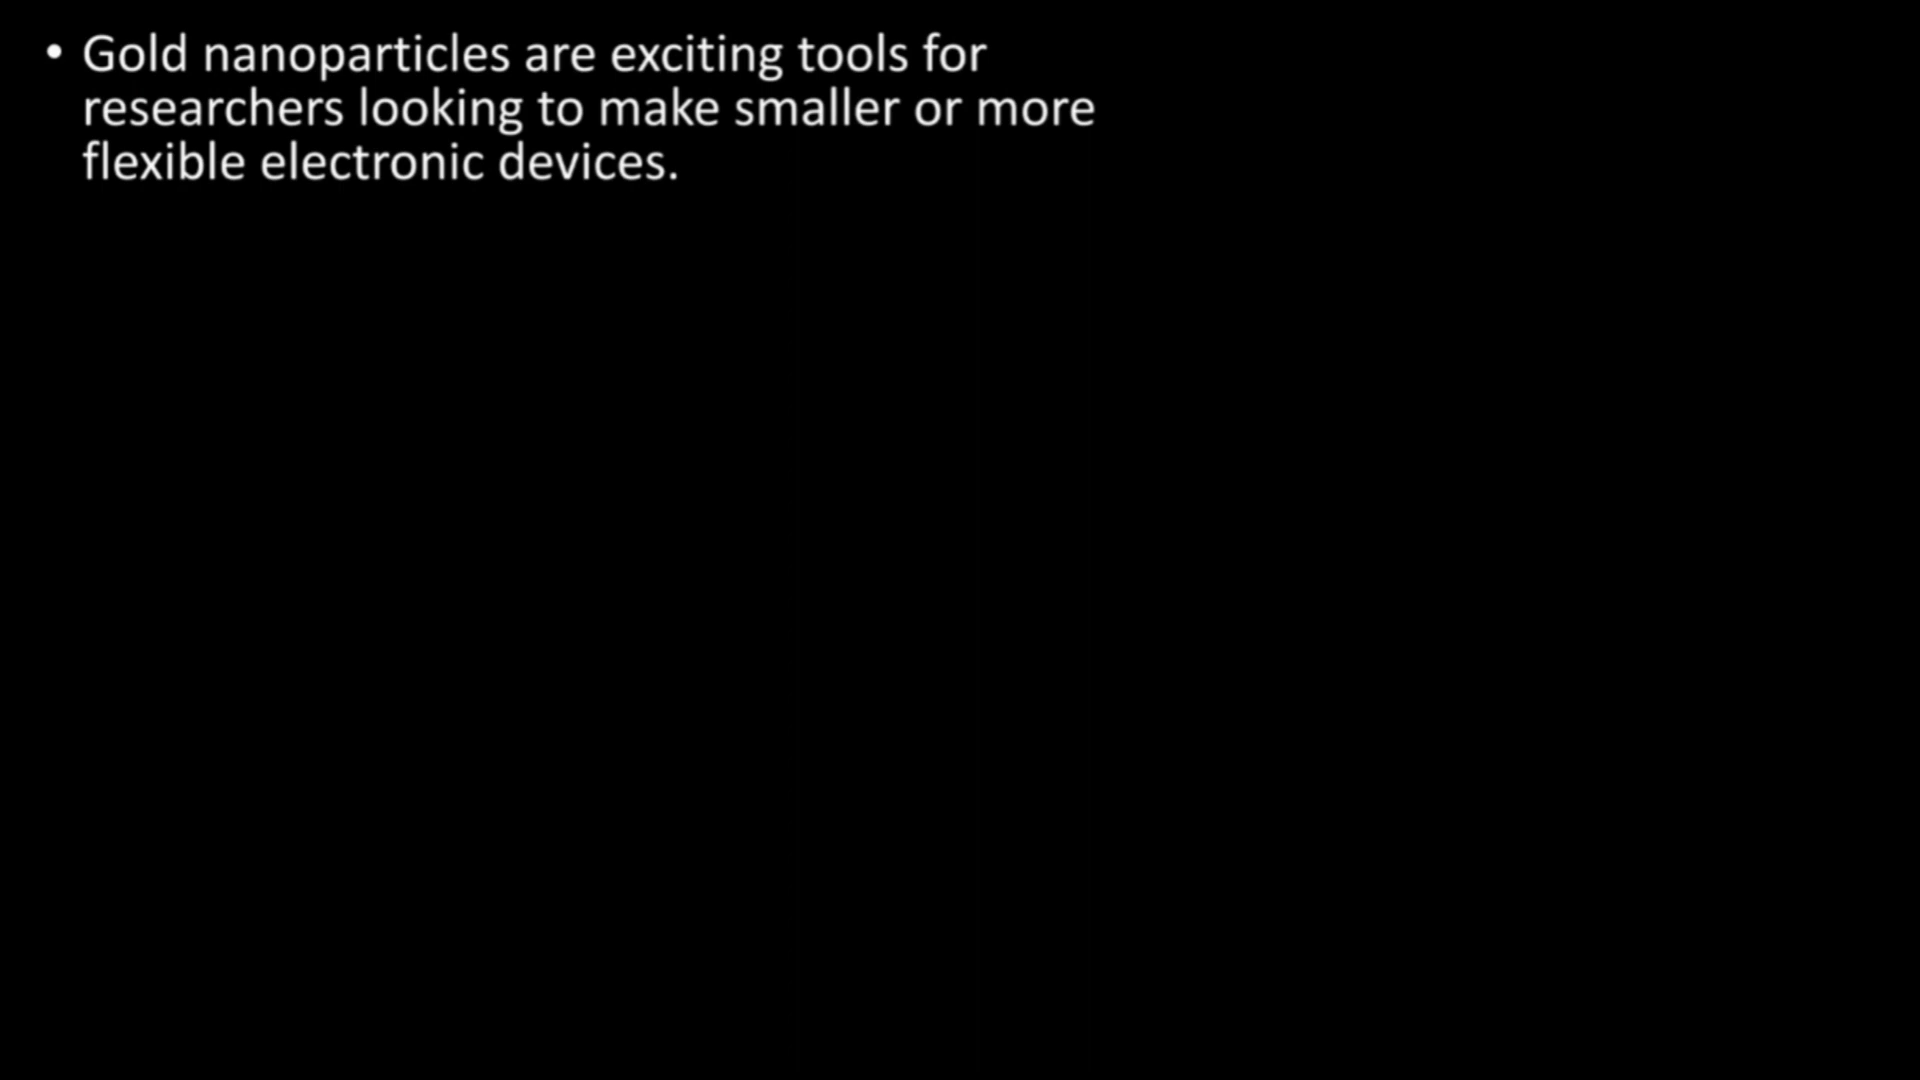 • Gold nanoparticles are exciting tools for
researchers looking to make smaller or more
flexible electronic devices.